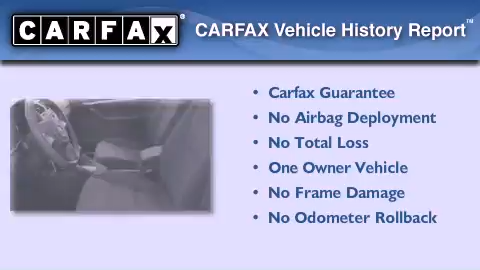 CARFAX®
CARFAX Vehicle History Report™
• Carfax Guarantee
• No Airbag Deployment
• No Total Loss
• One Owner Vehicle
• No Frame Damage
• No Odometer Rollback